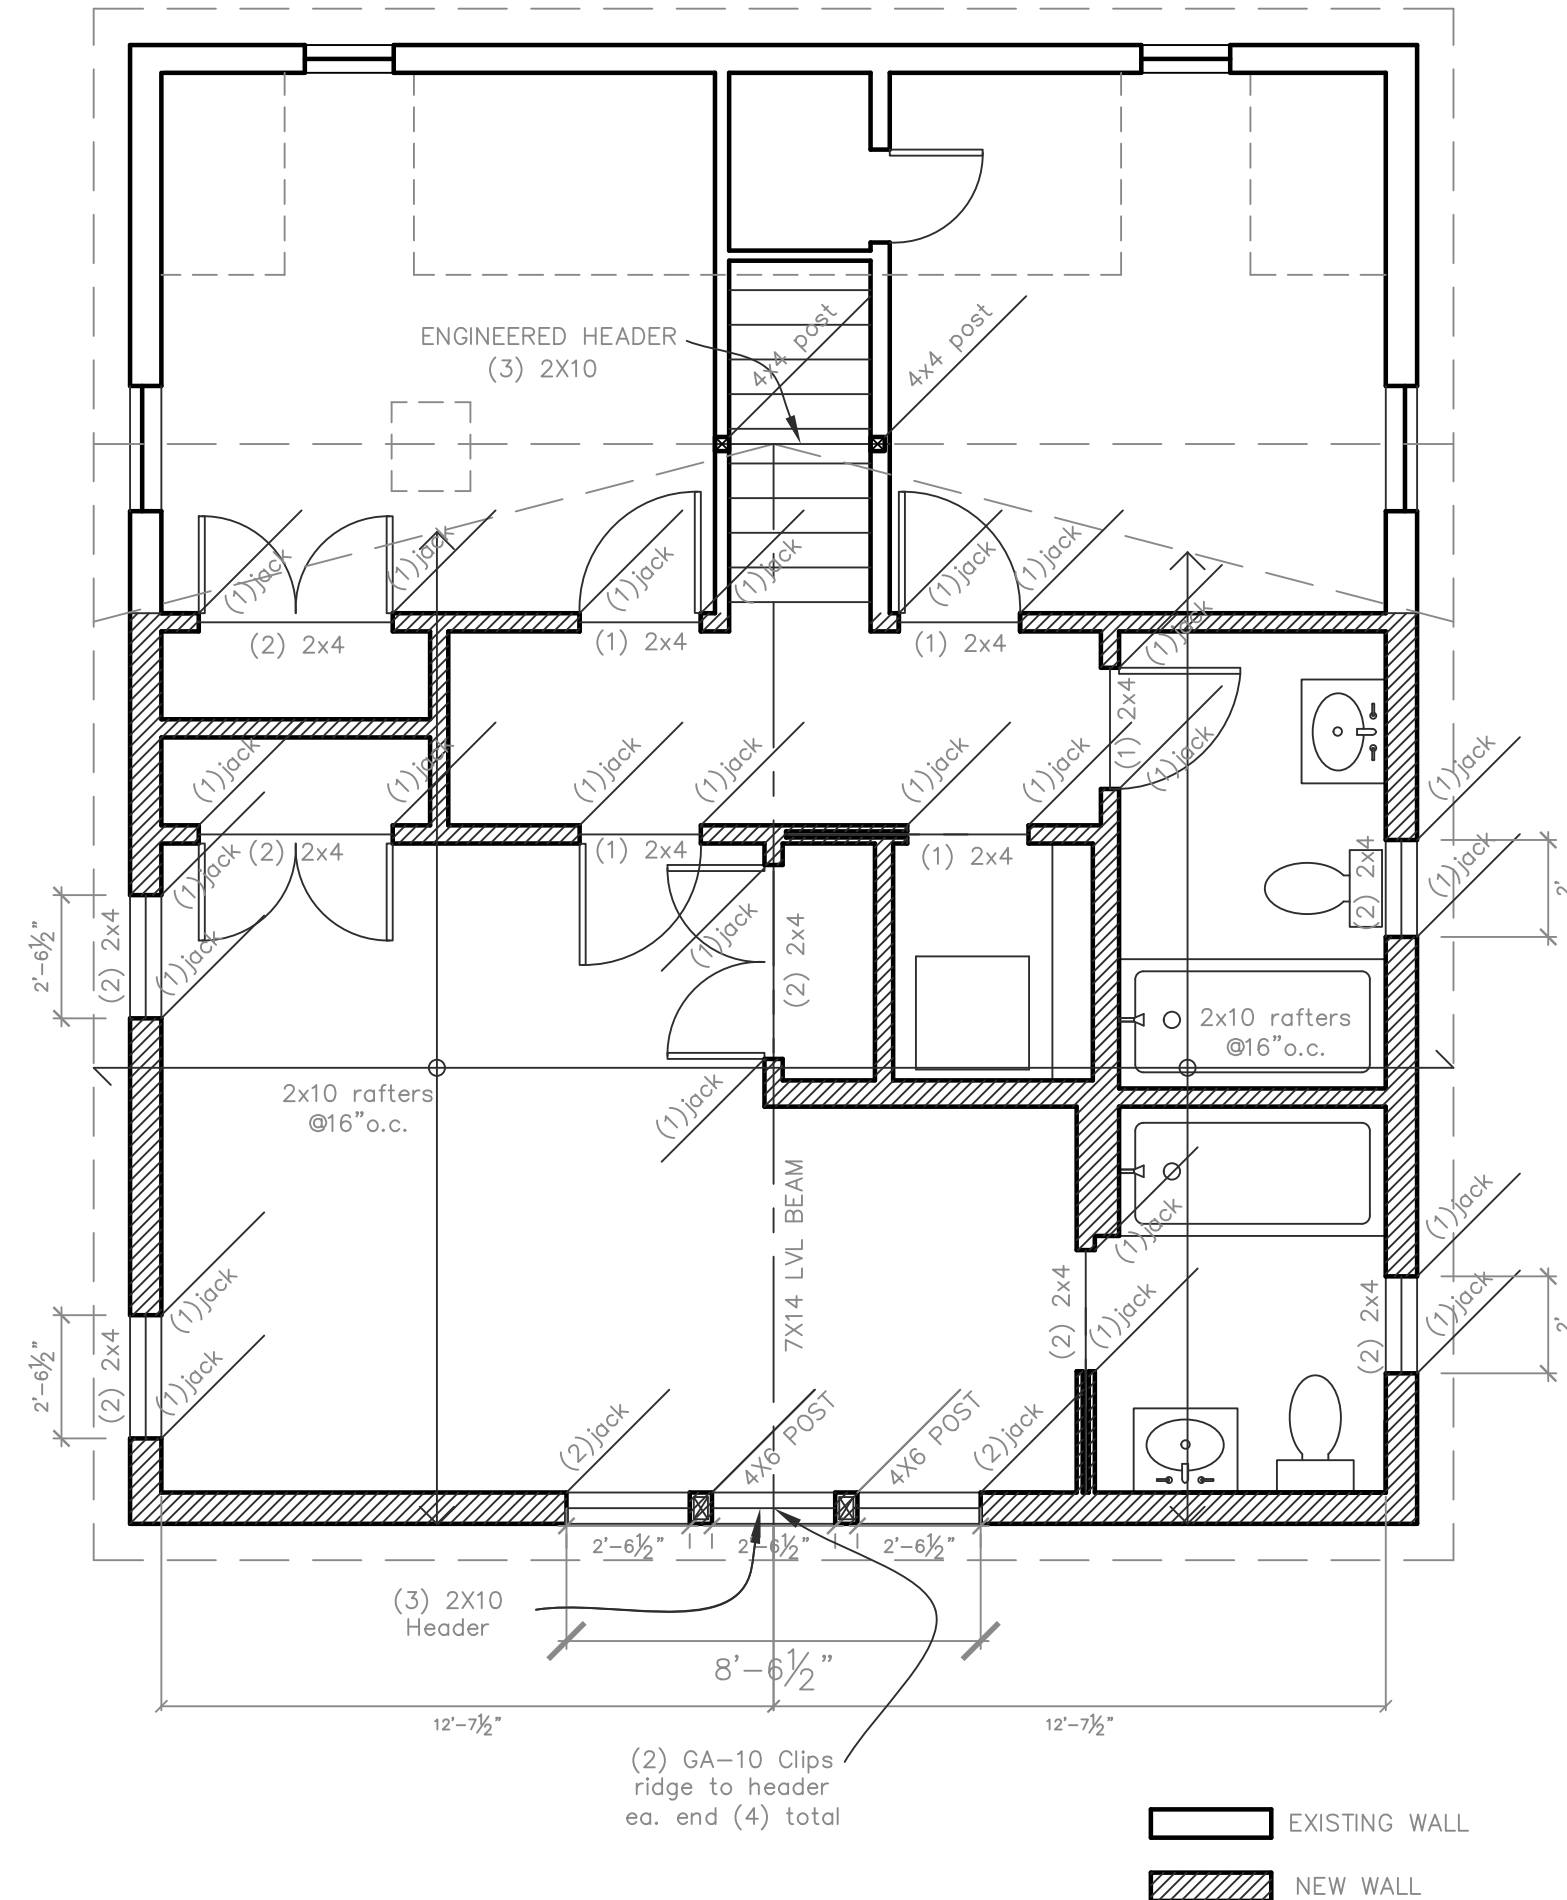 ENGINEERED HEADER
(3) 2X10
4x4 post
4x4 post
(1)jack
(1)jack
(1)jack
(1)jack
(1)jack
(1)jack
(2) 2x4
(1) 2x4
(1) 2x4
(1)jack
(1) 2x4
(1)jack
(1)jack
(1)jack
(1)jack
(1)jack
(1)jack
(1)jack
(1)jack
(2) 2x4
(1) 2x4
(1) 2x4
(1)jack
(2) 2x4
(1)jack
2'-6½"
(2) 2x4
(1)jack
(1)jack
(2) 2x4
2'
2x10 rafters
@16"o.c.
2x10 rafters
@16"o.c.
(1)jack
7X14 LVL BEAM
(1)jack
(1)jack
(1)jack
2'-6½"
(2) 2x4
(1)jack
(2) 2x4
(1)jack
(2) 2x4
(1)jack
2'
(2)jack
4X6 POST
4X6 POST
(2)jack
2'-6½"
2'-6½"
2'-6½"
(3) 2X10
Header
8'-6½"
12'-7½"
12'-7½"
(2) GA-10 Clips
ridge to header
ea. end (4) total
EXISTING WALL
NEW WALL